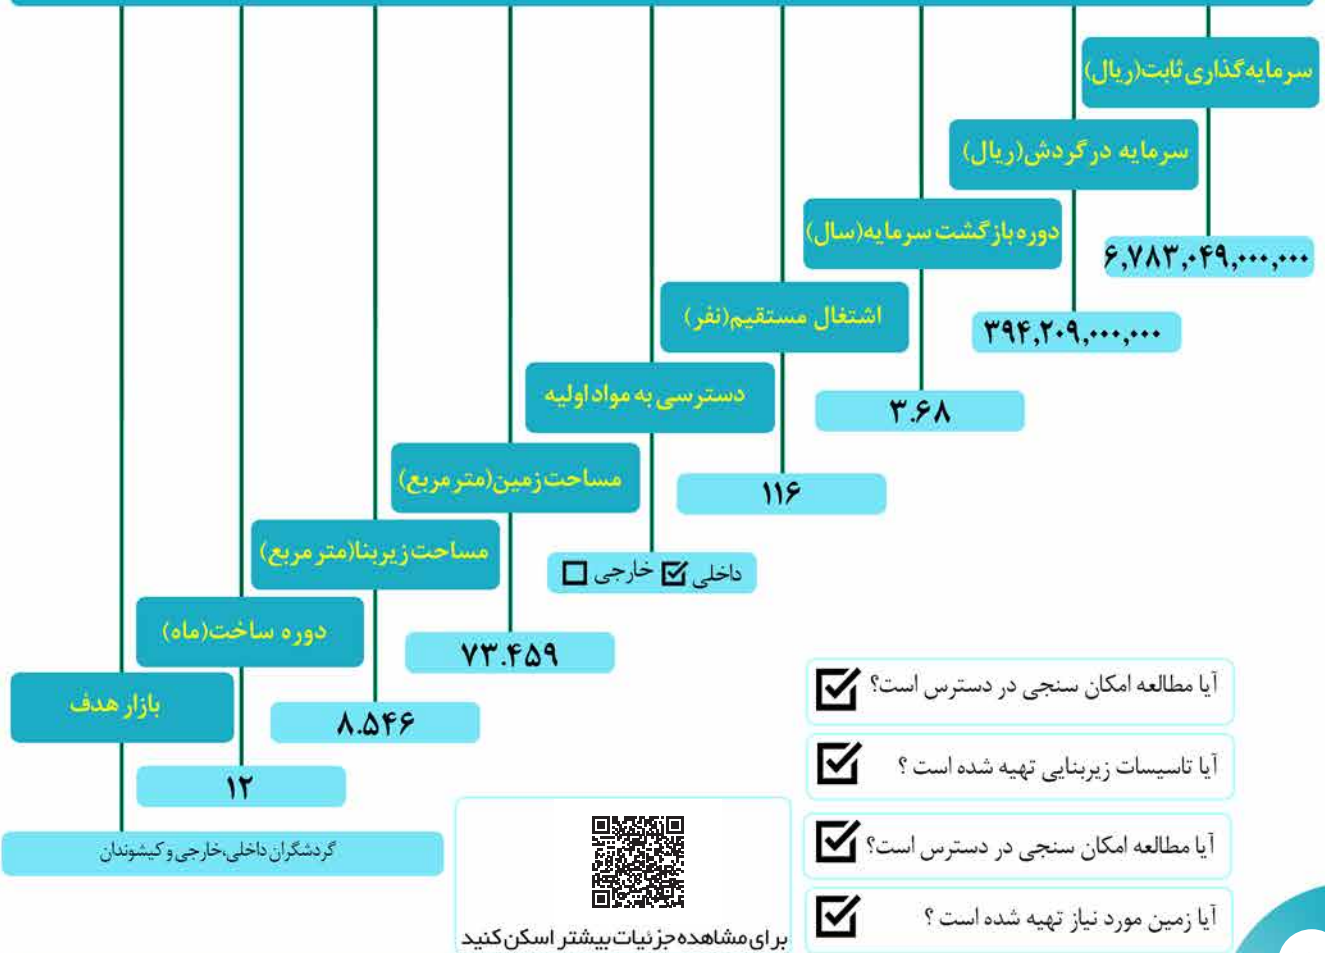 سرمایه‌گذاری ثابت(ریال)
۶,۷۸۳,۰۴۹,۰۰۰,۰۰۰
سرمایه در گردش(ریال)
۳۹۴,۲۰۹,۰۰۰,۰۰۰
دوره بازگشت سرمایه(سال)
۳.۶۸
اشتغال مستقیم(نفر)
۱۱۶
دسترسی به مواد اولیه
داخلی ☑ خارجی ☐
مساحت زمین(متر مربع)
۷۳.۴۵۹
مساحت زیربنا(متر مربع)
۸.۵۴۶
دوره ساخت(ماه)
۱۲
بازار هدف
گردشگران داخلی،خارجی و کیشوندان
آیا مطالعه امکان سنجی در دسترس است؟ ☑
آیا تاسیسات زیربنایی تهیه شده است ؟ ☑
آیا مطالعه امکان سنجی در دسترس است؟ ☑
آیا زمین مورد نیاز تهیه شده است ؟ ☑
برای مشاهده جزئیات بیشتر اسکن کنید